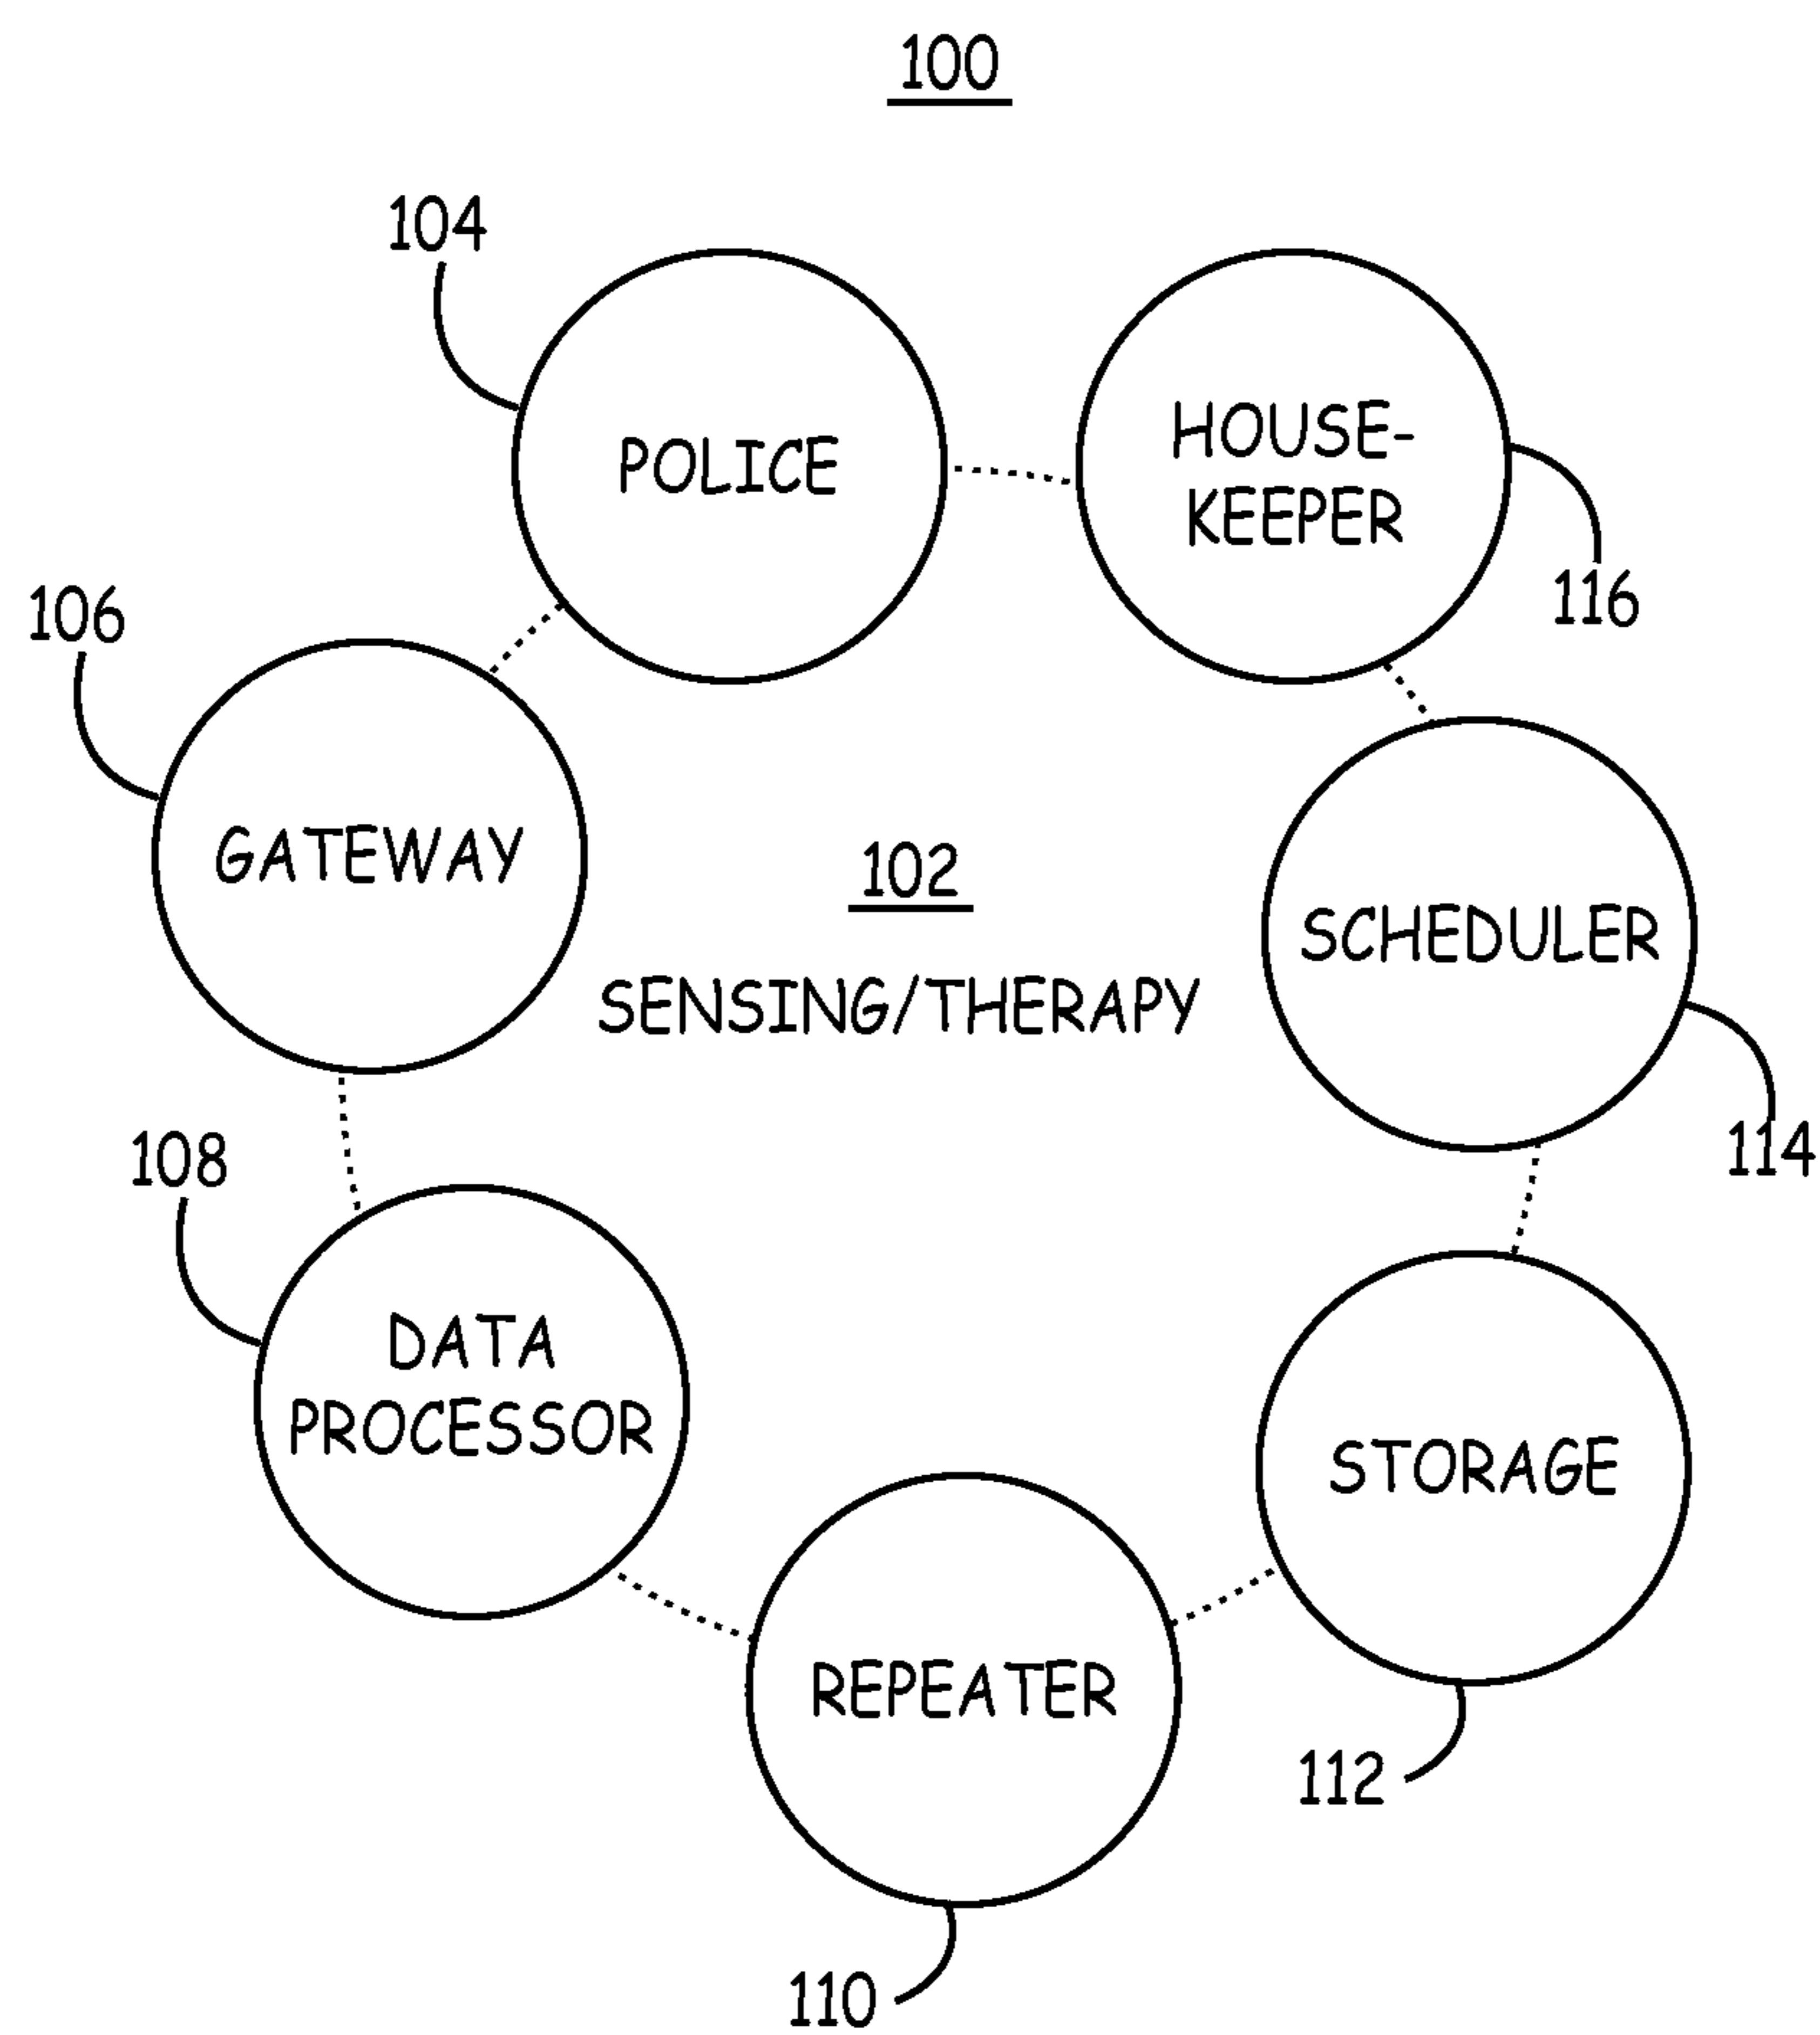 100
104
POLICE
HOUSE-
KEEPER
116
106
GATEWAY
102
SENSING/THERAPY
SCHEDULER
114
108
DATA
PROCESSOR
STORAGE
REPEATER
112
110